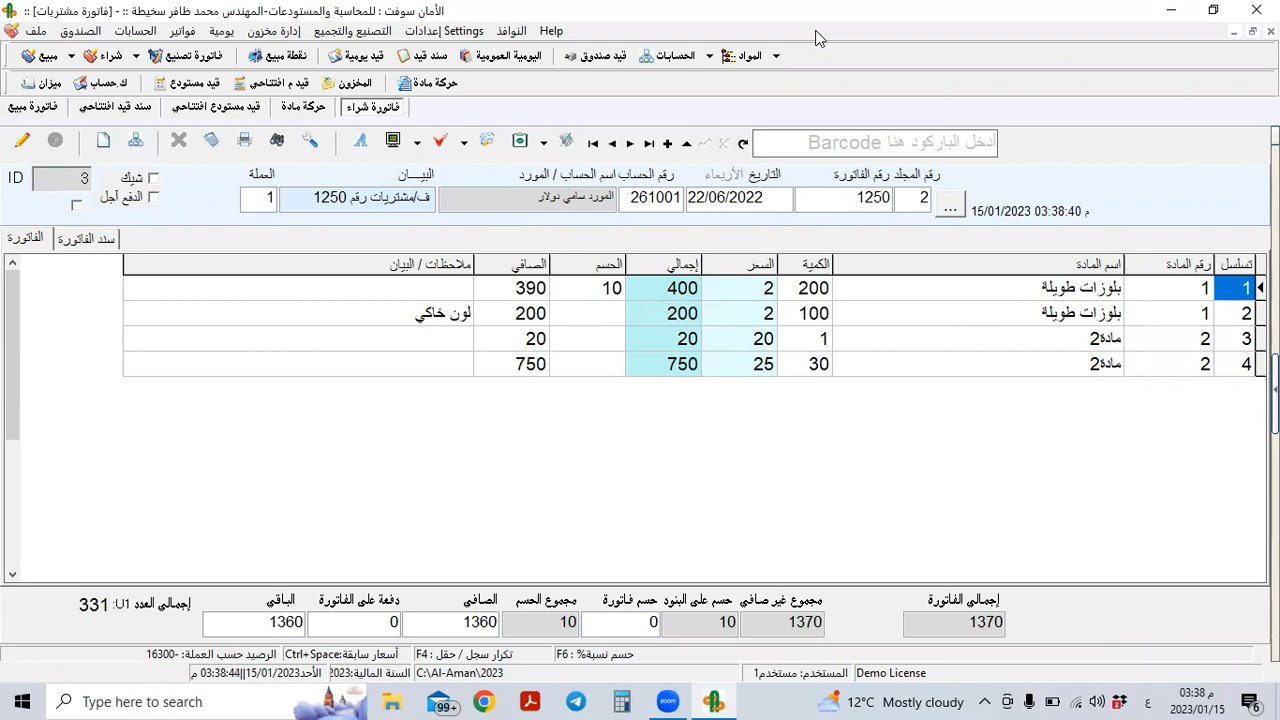 الأمان سوفت : للمحاسبة والمستودعات-المهندس محمد ظافر سخيطة :: - [فاتورة مشتريات] ::
ملف الصندوق الحسابات فواتير يومية إدارة مخزون التصنيع والتجميع إعدادات|Settings النوافذ Help
مبيع شراء فاتورة تصنيع نقطة مبيع قيد يومية سند قيد اليومية العمومية قيد صندوق الحسابات المواد
ميزان ك.حساب قيد مستودع قيد م افتتاحي المخزون حركة مادة
فاتورة مبيع سند قيد افتتاحي قيد مستودع افتتاحي حركة مادة فاتورة شراء
ادخل الباركود هنا Barcode
رقم المجلد رقم الفاتورة التاريخ الأربعاء رقم الحساب اسم الحساب / المورد البيـــان العملة شيك 3 ID
... 2 1250 22/06/2022 261001 المورد سامي دولار ف/مشتريات رقم 1250 1 الدفع آجل
15/01/2023 03:38:40 م
الفاتورة سند الفاتورة
تسلسل رقم المادة اسم المادة الكمية السعر إجمالي الحسم الصافي ملاحظات / البيان
1 1 بلوزات طويلة 200 2 400 10 390
2 1 بلوزات طويلة 100 2 200 200 لون خاكي
3 2 مادة2 1 20 20 20
4 2 مادة2 30 25 750 750
إجمالي الفاتورة مجموع غير صافي حسم على البنود حسم فاتورة مجموع الحسم الصافي دفعة على الفاتورة الباقي إجمالي العدد U1: 331
1370 1370 10 0 10 1360 0 1360
حسم نسبة% : F6 تكرار سجل / حقل : F4 أسعار سابقة:Ctrl+Space الرصيد حسب العملة: -16300
Demo License المستخدم: مستخدم1 C:\Al-Aman\2023 السنة المالية:2023 الأحد15/01/2023||03:38:44 م
Type here to search 99+ 12°C Mostly cloudy ع 03:38 م
2023/01/15 6